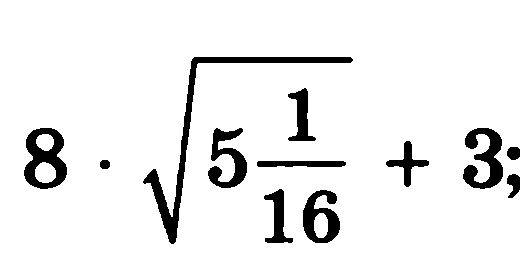 8 · √5 1/16 + 3;